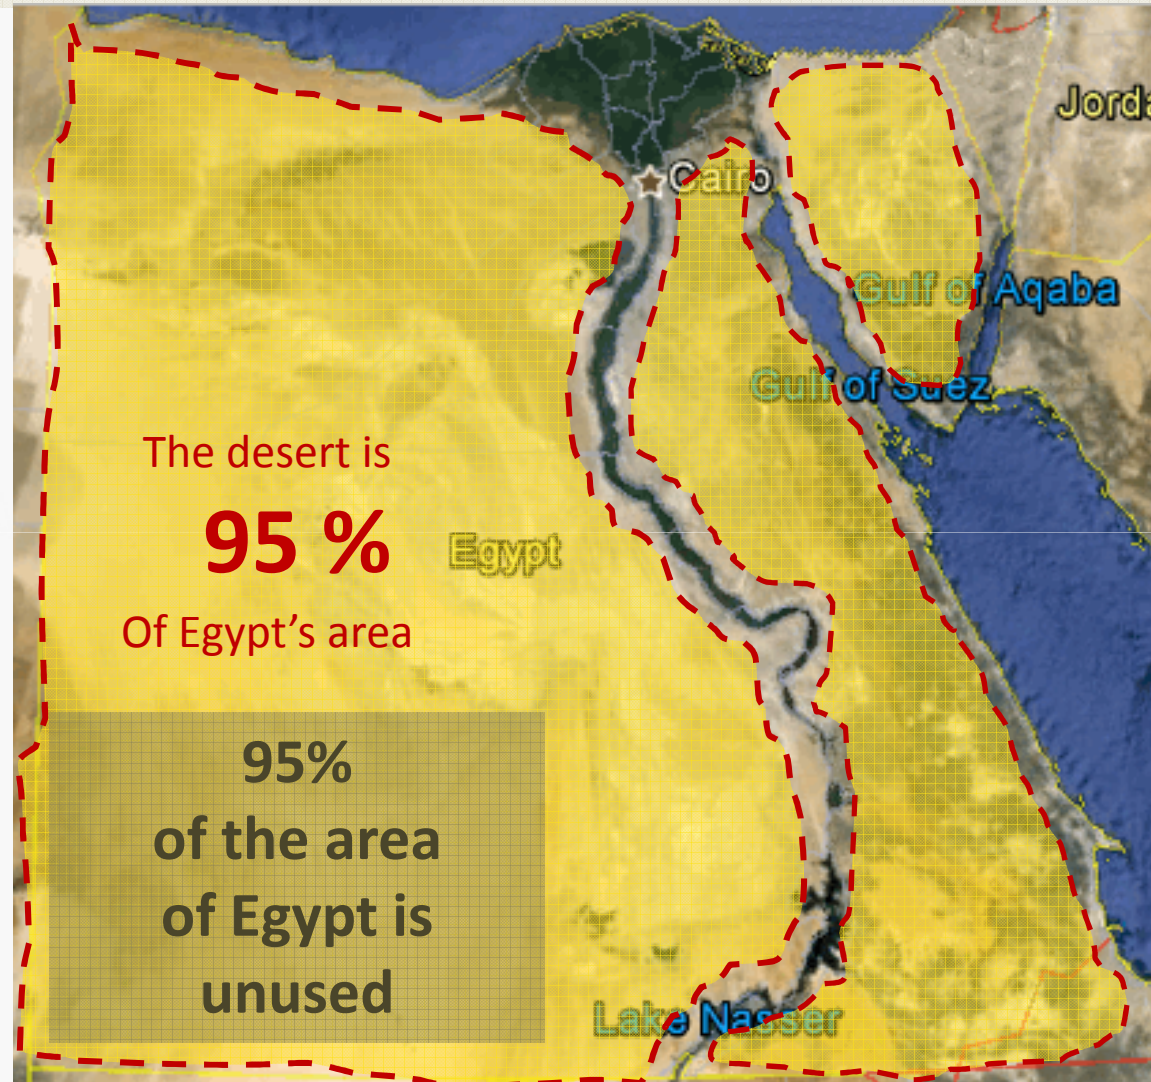 Jorda
Cairo
Gulf of Aqaba
Gulf of Suez
The desert is
95 %
Egypt
Of Egypt’s area
95%
of the area
of Egypt is
unused
Lake Nasser